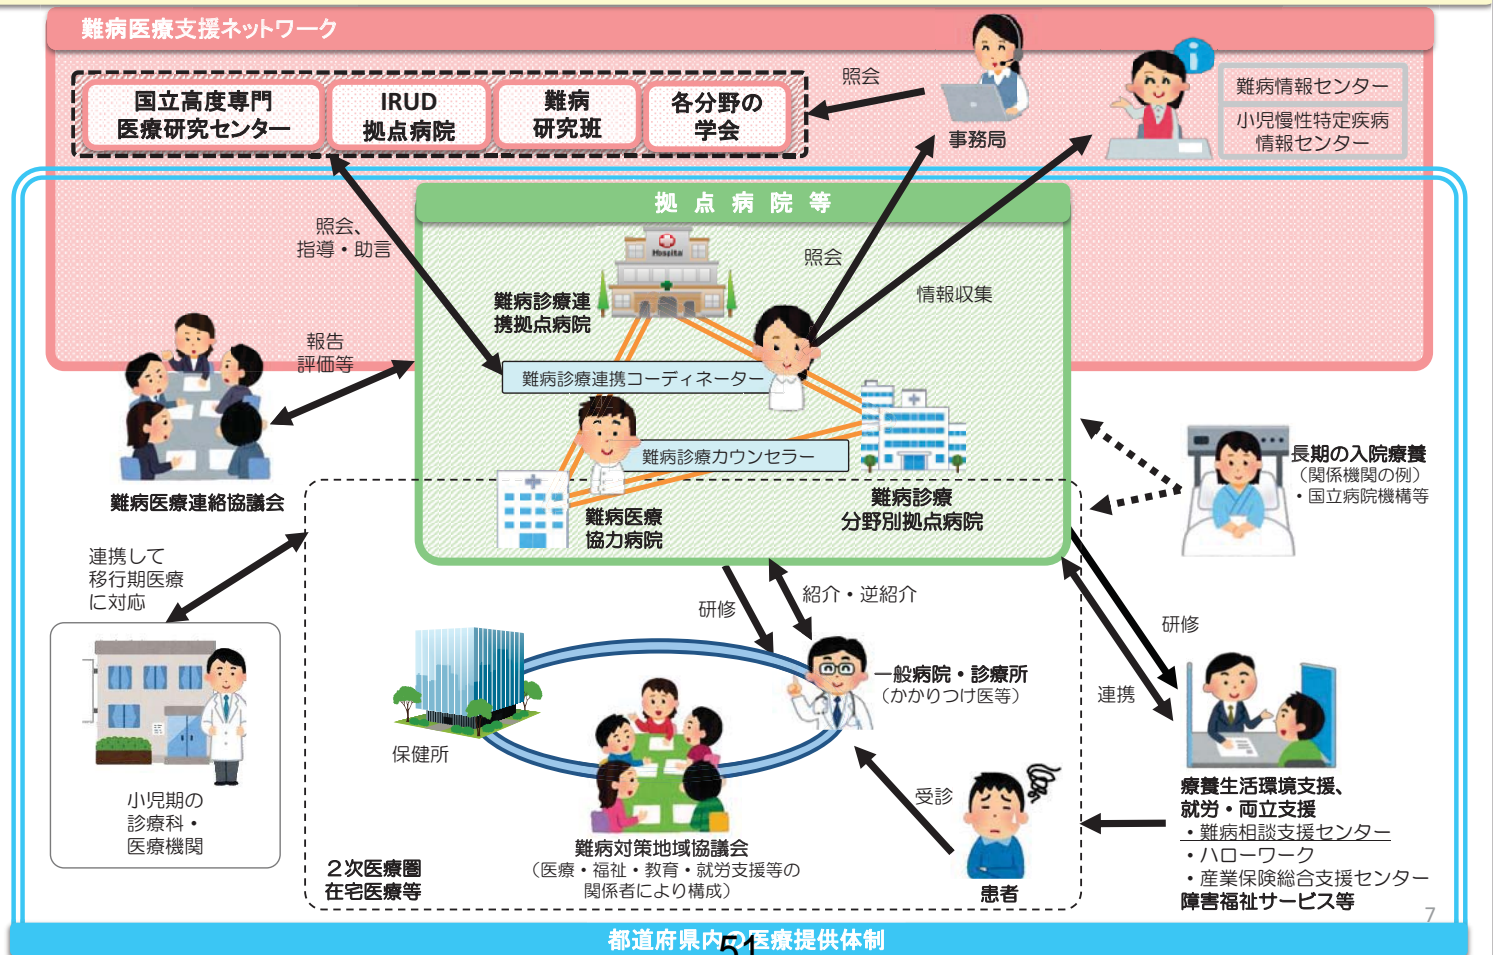 難病医療支援ネットワーク
国立高度専門
医療研究センター
IRUD
拠点病院
難病
研究班
各分野の
学会
照会
事務局
難病情報センター
小児慢性特定疾病
情報センター
拠点病院等
照会、
指導・助言
Hospital
照会
情報収集
難病診療連
携拠点病院
報告
評価等
難病診療連携コーディネーター
難病診療カウンセラー
難病医療連絡協議会
難病医療
協力病院
難病診療
分野別拠点病院
長期の入院療養
（関係機関の例）
・国立病院機構等
連携して
移行期医療
に対応
研修
紹介・逆紹介
研修
連携
一般病院・診療所
（かかりつけ医等）
保健所
小児期の
診療科・
医療機関
受診
療養生活環境支援、
就労・両立支援
・難病相談支援センター
・ハローワーク
・産業保険総合支援センター
障害福祉サービス等
難病対策地域協議会
（医療・福祉・教育・就労支援等の
関係者により構成）
２次医療圏
在宅医療等
患者
7
都道府県内の医療提供体制
51